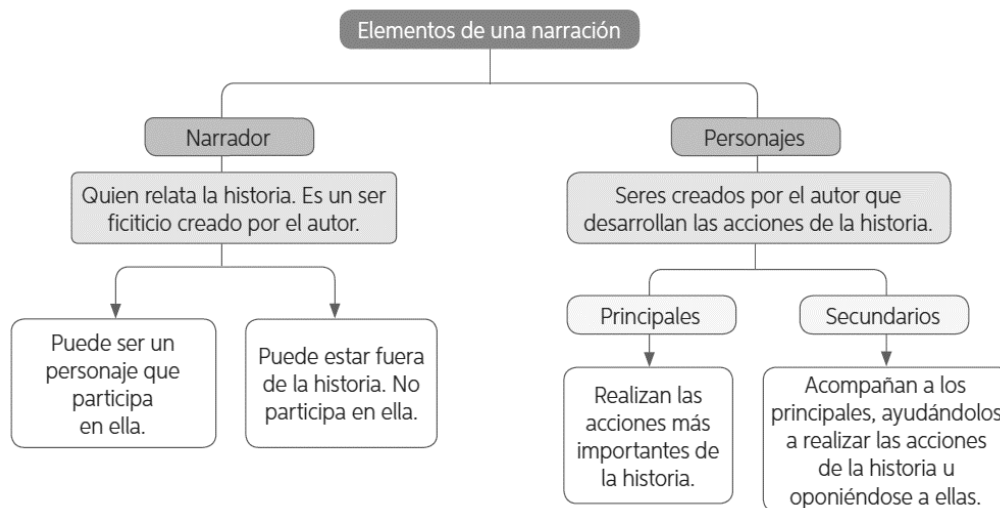 Elementos de una narración
Narrador
Quien relata la historia. Es un ser
ficiticio creado por el autor.
Puede ser un
personaje que
participa
en ella.
Puede estar fuera
de la historia. No
participa en ella.
Personajes
Seres creados por el autor que
desarrollan las acciones de la historia.
Principales
Realizan las
acciones más
importantes de
la historia.
Secundarios
Acompañan a los
principales, ayudándolos
a realizar las acciones
de la historia u
oponiéndose a ellas.